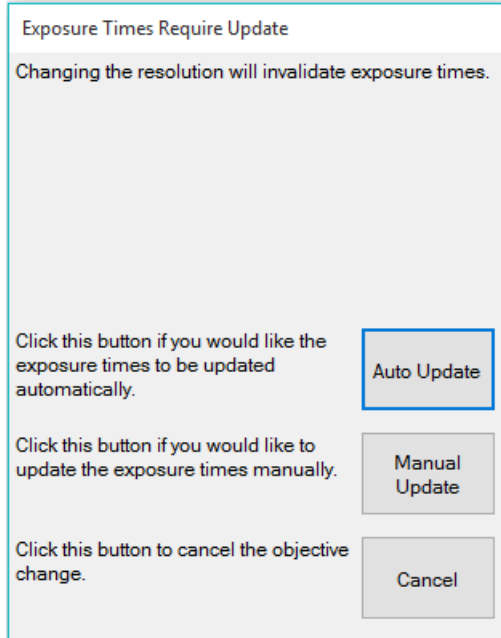 Exposure Times Require Update
Changing the resolution will invalidate exposure times.
Click this button if you would like the
exposure times to be updated
automatically.
Auto Update
Click this button if you would like to
update the exposure times manually.
Manual
Update
Click this button to cancel the objective
change.
Cancel